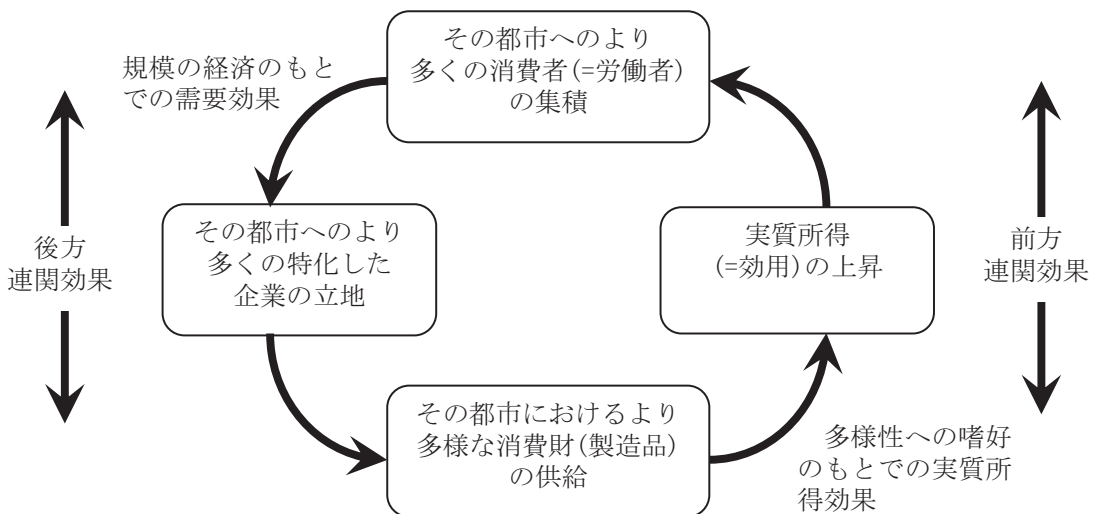 その都市へのより
多くの消費者(=労働者)
の集積
規模の経済のもと
での需要効果
後方
連関効果
その都市へのより
多くの特化した
企業の立地
実質所得
(=効用)の上昇
前方
連関効果
その都市におけるより
多様な消費財(製造品)
の供給
多様性への嗜好
のもとでの実質所
得効果